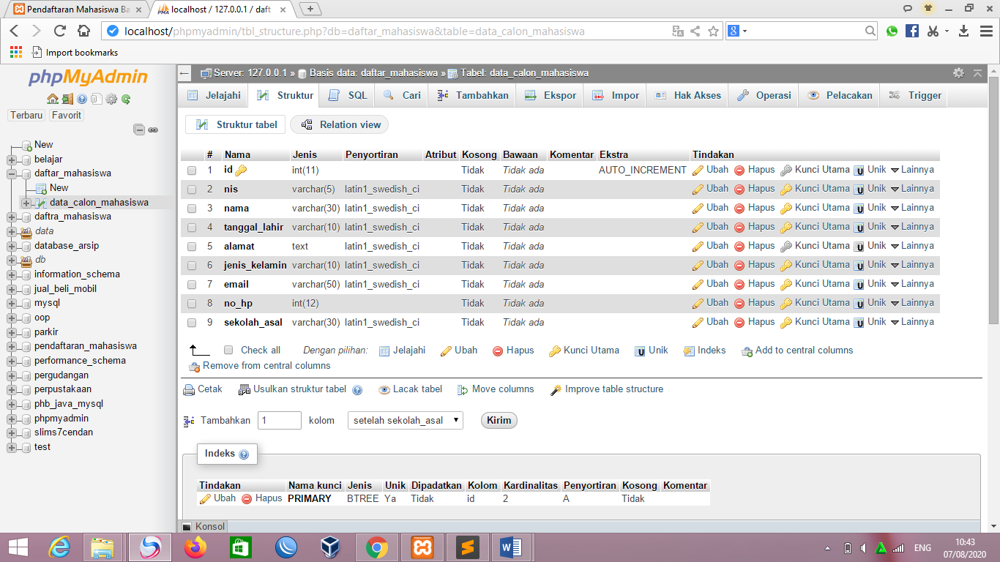 Pendaftaran Mahasiswa Ba
localhost / 127.0.0.1 / daft
localhost/phpmyadmin/tbl_structure.php?db=daftar_mahasiswa&table=data_calon_mahasiswa
Import bookmarks
phpMyAdmin
Terbaru Favorit
New
belajar
daftar_mahasiswa
New
data_calon_mahasiswa
daftra_mahasiswa
data
database_arsip
db
information_schema
jual_beli_mobil
mysql
oop
parkir
pendaftaran_mahasiswa
performance_schema
pergudangan
perpustakaan
phb_java_mysql
phpmyadmin
slims7cendan
test
Server: 127.0.0.1 » Basis data: daftar_mahasiswa » Tabel: data_calon_mahasiswa
Jelajahi Struktur SQL Cari Tambahkan Ekspor Impor Hak Akses Operasi Pelacakan Trigger
Struktur tabel Relation view
# Nama Jenis Penyortiran Atribut Kosong Bawaan Komentar Ekstra Tindakan
1 id int(11) Tidak Tidak ada AUTO_INCREMENT Ubah Hapus Kunci Utama Unik Lainnya
2 nis varchar(5) latin1_swedish_ci Tidak Tidak ada Ubah Hapus Kunci Utama Unik Lainnya
3 nama varchar(30) latin1_swedish_ci Tidak Tidak ada Ubah Hapus Kunci Utama Unik Lainnya
4 tanggal_lahir varchar(10) latin1_swedish_ci Tidak Tidak ada Ubah Hapus Kunci Utama Unik Lainnya
5 alamat text latin1_swedish_ci Tidak Tidak ada Ubah Hapus Kunci Utama Unik Lainnya
6 jenis_kelamin varchar(10) latin1_swedish_ci Tidak Tidak ada Ubah Hapus Kunci Utama Unik Lainnya
7 email varchar(50) latin1_swedish_ci Tidak Tidak ada Ubah Hapus Kunci Utama Unik Lainnya
8 no_hp int(12) Tidak Tidak ada Ubah Hapus Kunci Utama Unik Lainnya
9 sekolah_asal varchar(30) latin1_swedish_ci Tidak Tidak ada Ubah Hapus Kunci Utama Unik Lainnya
Check all Dengan pilihan: Jelajahi Ubah Hapus Kunci Utama Unik Indeks Add to central columns
Remove from central columns
Cetak Usulkan struktur tabel Lacak tabel Move columns Improve table structure
Tambahkan 1 kolom setelah sekolah_asal Kirim
Indeks
Tindakan Nama kunci Jenis Unik Dipadatkan Kolom Kardinalitas Penyortiran Kosong Komentar
Ubah Hapus PRIMARY BTREE Ya Tidak id 2 A Tidak
Konsol
ENG
10:43
07/08/2020